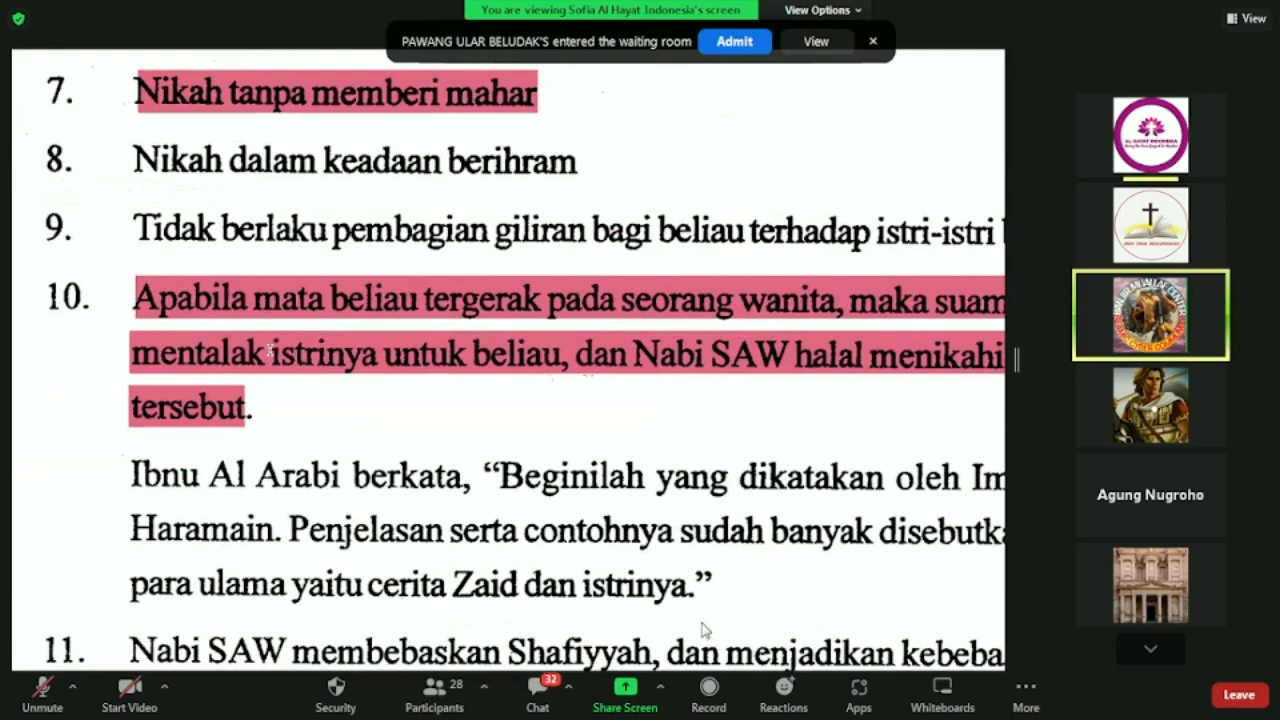 You are viewing Sofia Al Hayat Indonesia's screen
View Options
View
PAWANG ULAR BELUDAK'S entered the waiting room
Admit
View
7. Nikah tanpa memberi mahar
8. Nikah dalam keadaan berihram
9. Tidak berlaku pembagian giliran bagi beliau terhadap istri-istri
10. Apabila mata beliau tergerak pada seorang wanita, maka suam
mentalak istrinya untuk beliau, dan Nabi SAW halal menikahi
tersebut.
Ibnu Al Arabi berkata, “Beginilah yang dikatakan oleh Im
Haramain. Penjelasan serta contohnya sudah banyak disebutka
para ulama yaitu cerita Zaid dan istrinya.”
11. Nabi SAW membebaskan Shafiyyah, dan menjadikan kebeba
AL HAYAT INDONESIA
Agung Nugroho
Unmute
Start Video
Security
28
Participants
32
Chat
Share Screen
Record
Reactions
Apps
Whiteboards
More
Leave